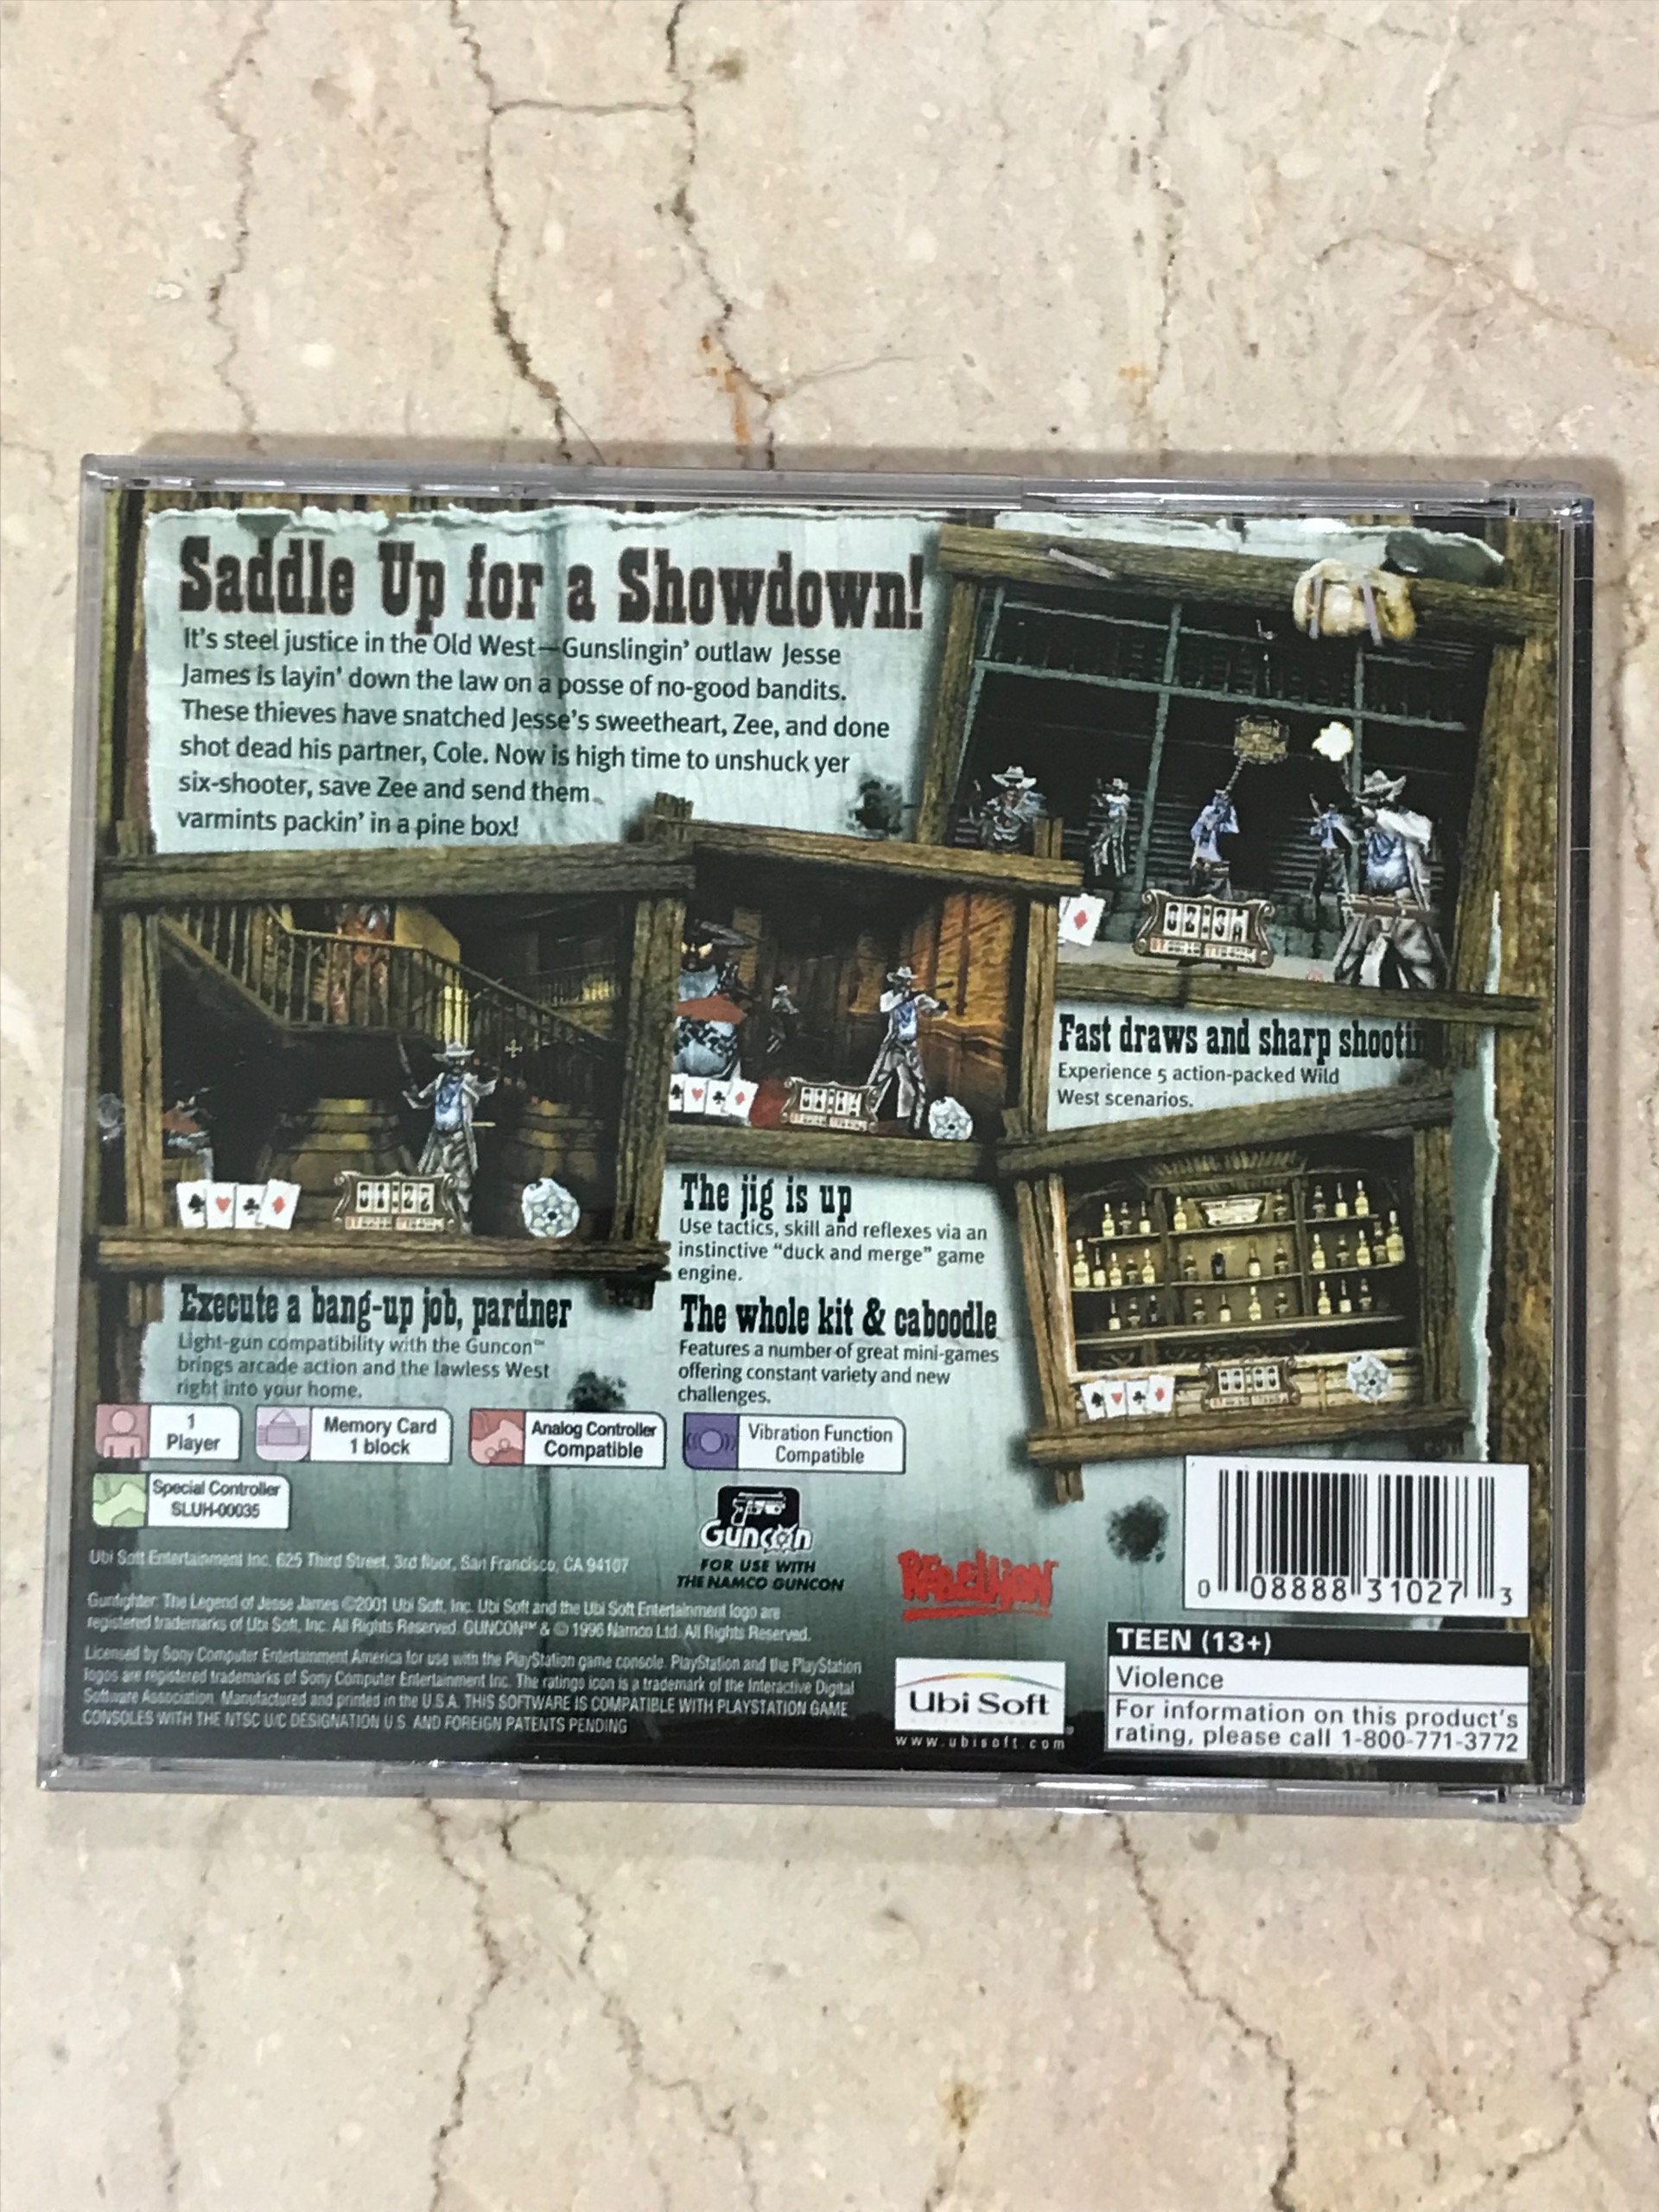 Saddle Up for a Showdown!
It's steel justice in the Old West—Gunslingin' outlaw Jesse
James is layin' down the law on a posse of no-good bandits.
These thieves have snatched Jesse's sweetheart, Zee, and done
shot dead his partner, Cole. Now is high time to unshuck yer
six-shooter, save Zee and send them
varmints packin' in a pine box!
Fast draws and sharp shootin
Experience 5 action-packed Wild
West scenarios.
The jig is up
Use tactics, skill and reflexes via an
instinctive "duck and merge" game
engine.
Execute a bang-up job, pardner
Light-gun compatibility with the Guncon™
brings arcade action and the lawless West
right into your home.
The whole kit & caboodle
Features a number of great mini-games
offering constant variety and new
challenges.
1
Player
Memory Card
1 block
Analog Controller
Compatible
Vibration Function
Compatible
Special Controller
SLUH-00035
Guncon
FOR USE WITH
THE NAMCO GUNCON
REBELLION
Ubi Soft Entertainment Inc. 625 Third Street, 3rd floor, San Francisco, CA 94107
Gunfighter: The Legend of Jesse James ©2001 Ubi Soft, Inc. Ubi Soft and the Ubi Soft Entertainment logo are
registered trademarks of Ubi Soft, Inc. All Rights Reserved. GUNCON™ & © 1996 Namco Ltd. All Rights Reserved.
Licensed by Sony Computer Entertainment America for use with the PlayStation game console. PlayStation and the PlayStation
logos are registered trademarks of Sony Computer Entertainment Inc. The ratings icon is a trademark of the Interactive Digital
Software Association. Manufactured and printed in the U.S.A. THIS SOFTWARE IS COMPATIBLE WITH PLAYSTATION GAME
CONSOLES WITH THE NTSC U/C DESIGNATION U.S. AND FOREIGN PATENTS PENDING
Ubi Soft
www.ubisoft.com
0 08888 31027 3
TEEN (13+)
Violence
For information on this product's
rating, please call 1-800-771-3772